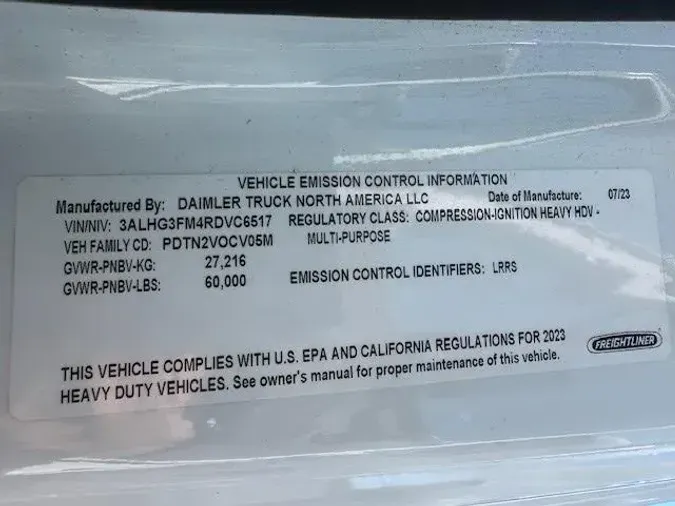 VEHICLE EMISSION CONTROL INFORMATION
Manufactured By: DAIMLER TRUCK NORTH AMERICA LLC Date of Manufacture: 07/23
VIN/NIV: 3ALHG3FM4RDVC6517 REGULATORY CLASS: COMPRESSION-IGNITION HEAVY HDV -
VEH FAMILY CD: PDTN2VOCV05M MULTI-PURPOSE
GVWR-PNBV-KG: 27,216
GVWR-PNBV-LBS: 60,000 EMISSION CONTROL IDENTIFIERS: LRRS
THIS VEHICLE COMPLIES WITH U.S. EPA AND CALIFORNIA REGULATIONS FOR 2023
HEAVY DUTY VEHICLES. See owner's manual for proper maintenance of this vehicle.
FREIGHTLINER